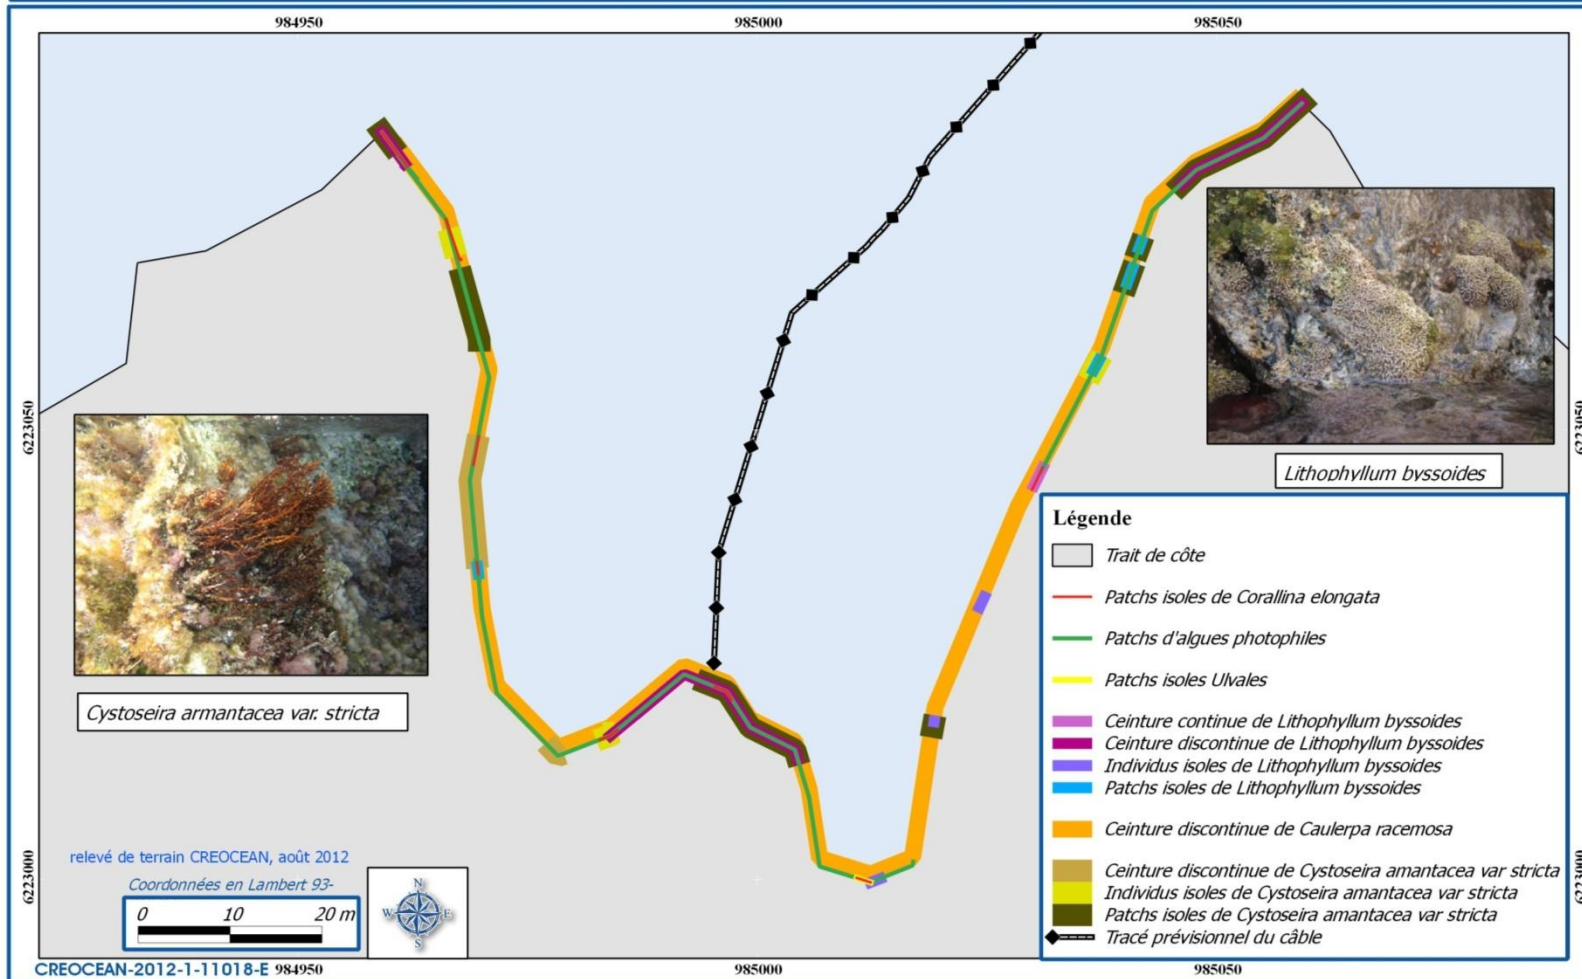 984950 985000 985050
6223050 6223050
Cystoseira armantacea var. stricta
Lithophyllum byssoides
Légende
Trait de côte
Patchs isoles de Corallina elongata
Patchs d'algues photophiles
Patchs isoles Ulvales
Ceinture continue de Lithophyllum byssoides
Ceinture discontinue de Lithophyllum byssoides
Individus isoles de Lithophyllum byssoides
Patchs isoles de Lithophyllum byssoides
Ceinture discontinue de Caulerpa racemosa
Ceinture discontinue de Cystoseira amantacea var stricta
Individus isoles de Cystoseira amantacea var stricta
Patchs isoles de Cystoseira amantacea var stricta
Tracé prévisionnel du câble
6223000 6223000
relevé de terrain CREOCEAN, août 2012
Coordonnées en Lambert 93-
0 10 20 m
N
W E
S
CREOCEAN-2012-1-11018-E
984950 985000 985050